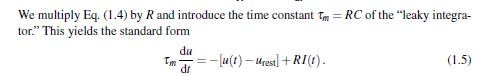 We multiply Eq. (1.4) by R and introduce the time constant τm = RC of the “leaky integra-
tor.” This yields the standard form
τm du/dt = −[u(t) − urest] + RI(t). (1.5)